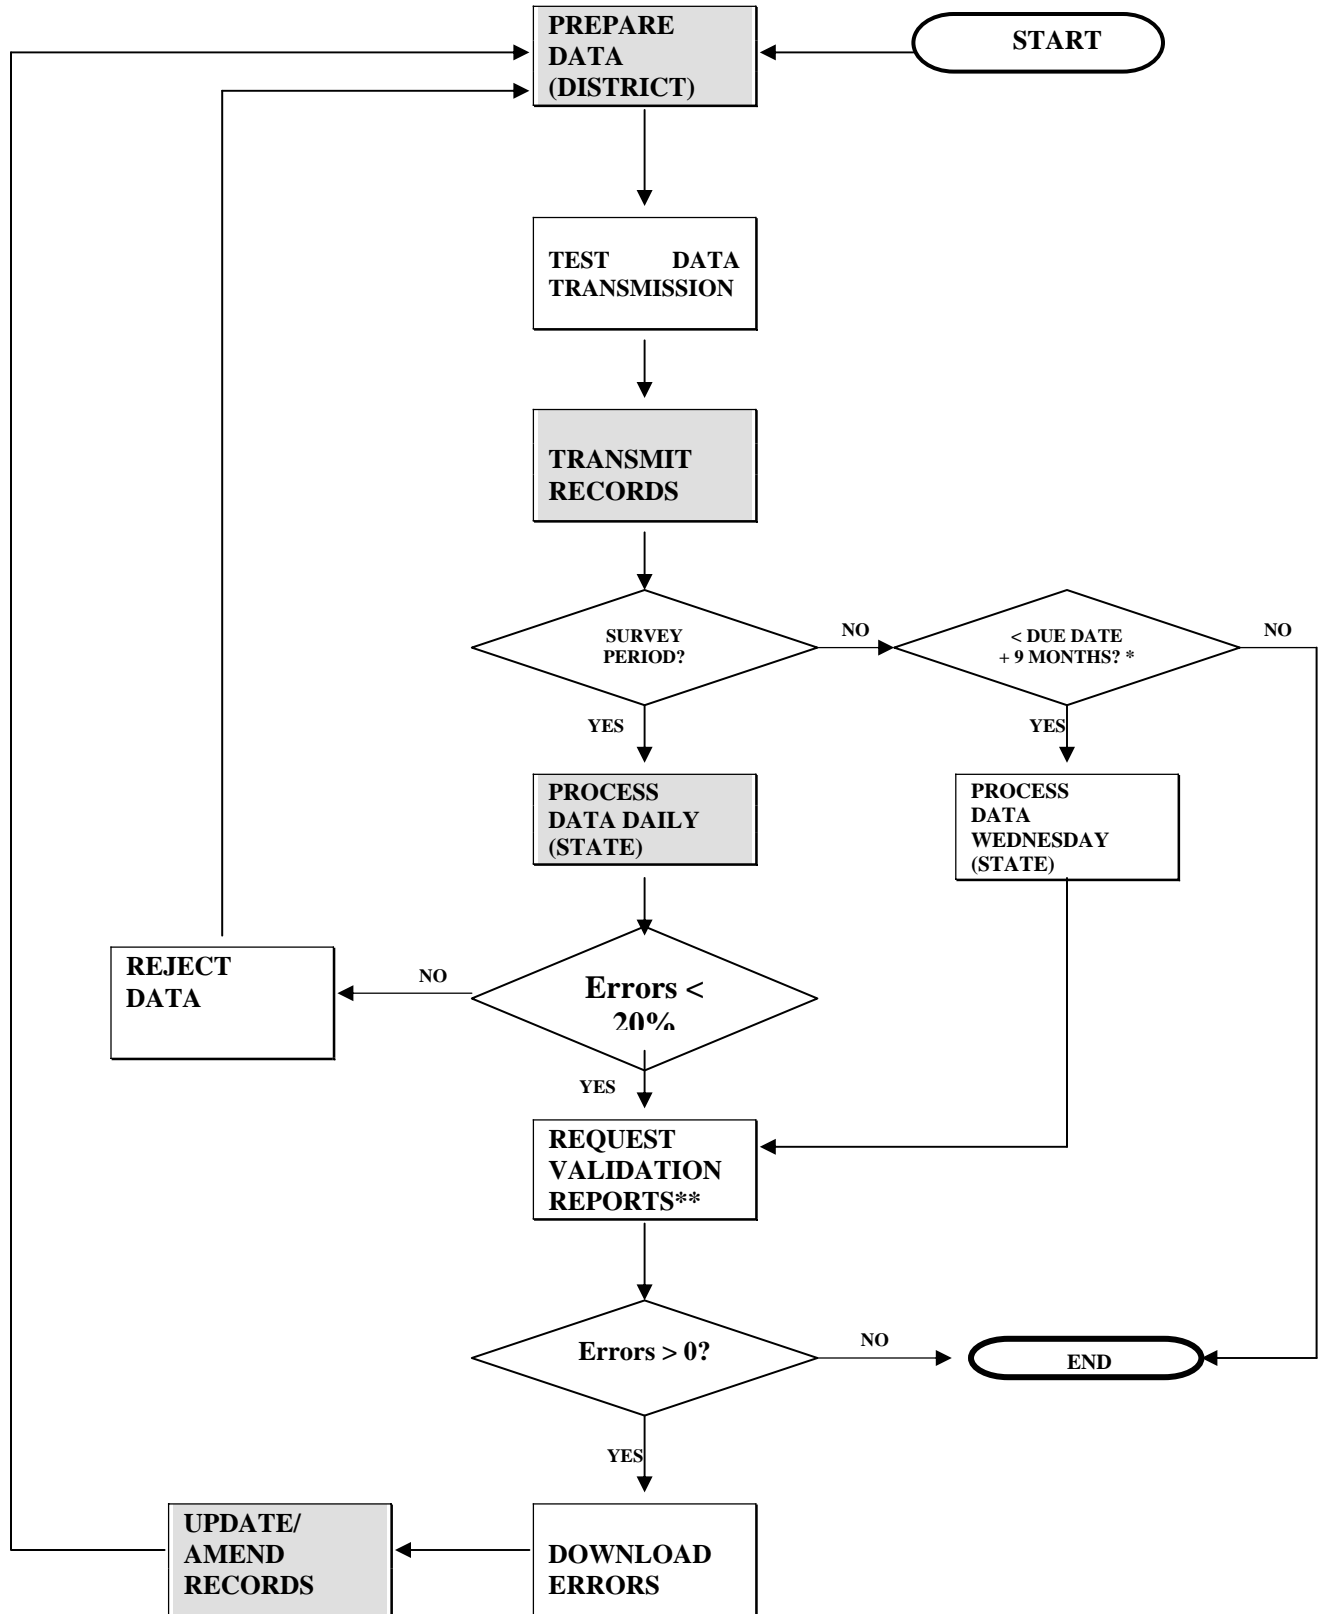 PREPARE
DATA
(DISTRICT)
START
TEST DATA
TRANSMISSION
TRANSMIT
RECORDS
SURVEY
PERIOD?
NO
< DUE DATE
+ 9 MONTHS? *
NO
YES
YES
PROCESS
DATA DAILY
(STATE)
PROCESS
DATA
WEDNESDAY
(STATE)
REJECT
DATA
NO
Errors <
20%
YES
REQUEST
VALIDATION
REPORTS**
Errors > 0?
NO
END
YES
UPDATE/
AMEND
RECORDS
DOWNLOAD
ERRORS